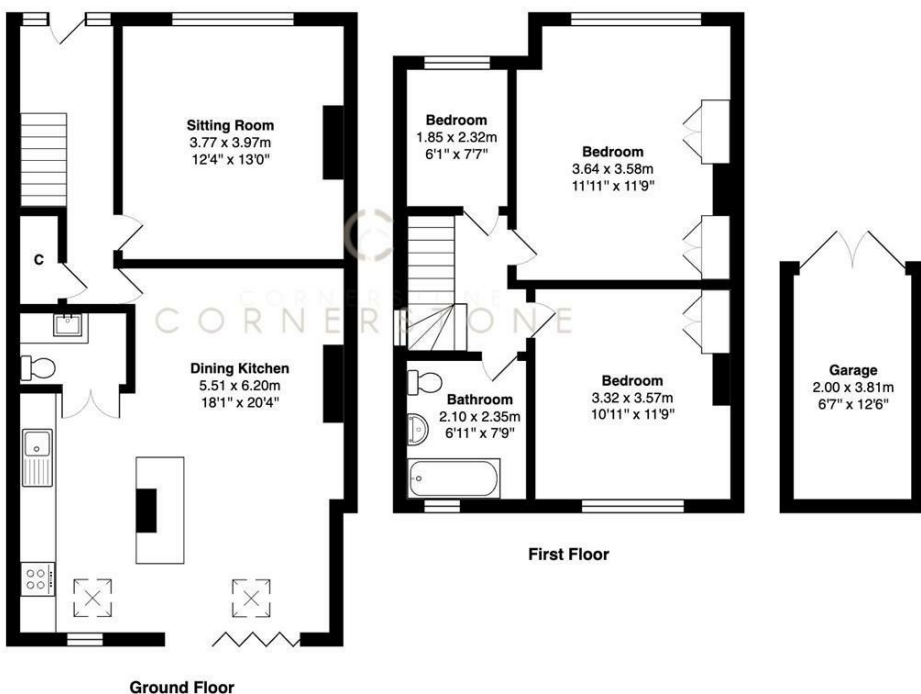 Sitting Room
3.77 x 3.97m
12'4" x 13'0"
C
Dining Kitchen
5.51 x 6.20m
18'1" x 20'4"
Ground Floor
Bedroom
1.85 x 2.32m
6'1" x 7'7"
Bedroom
3.64 x 3.58m
11'11" x 11'9"
Bathroom
2.10 x 2.35m
6'11" x 7'9"
Bedroom
3.32 x 3.57m
10'11" x 11'9"
First Floor
Garage
2.00 x 3.81m
6'7" x 12'6"
CORNERSTONE
CORNERSTONE